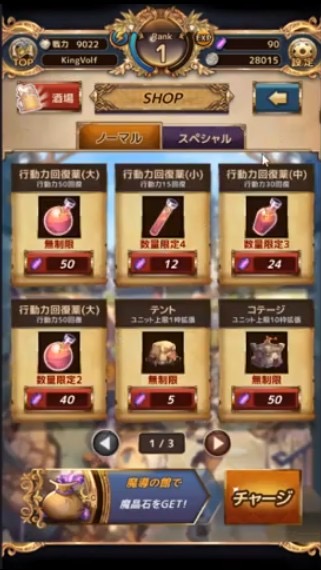 戦力 9022
Rank
Exp
90
TOP
KingVolf
1
28015
設定
酒場
SHOP
ノーマル
スペシャル
行動力回復薬(大)
行動力50回復
無制限
50
行動力回復薬(小)
行動力15回復
数量限定4
12
行動力回復薬(中)
行動力30回復
数量限定3
24
行動力回復薬(大)
行動力50回復
数量限定2
40
テント
ユニット上限1枠拡張
無制限
5
コテージ
ユニット上限10枠拡張
無制限
50
1 / 3
魔導の館で
魔晶石をGET!
チャージ